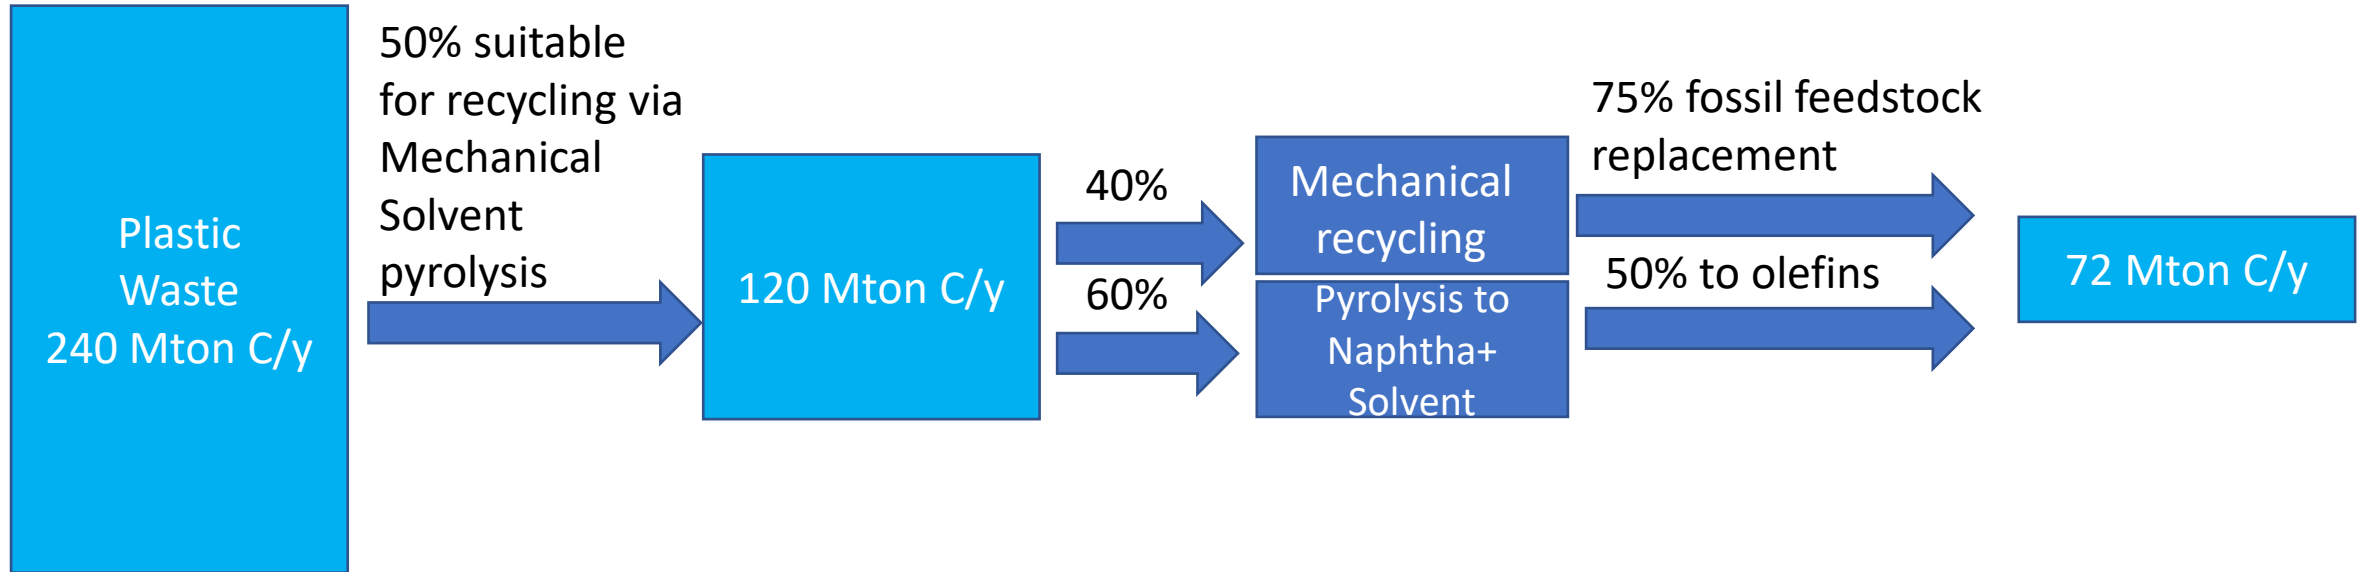 Plastic
Waste
240 Mton C/y
50% suitable
for recycling via
Mechanical
Solvent
pyrolysis
120 Mton C/y
40%
60%
Mechanical
recycling
Pyrolysis to
Naphtha+
Solvent
75% fossil feedstock
replacement
50% to olefins
72 Mton C/y